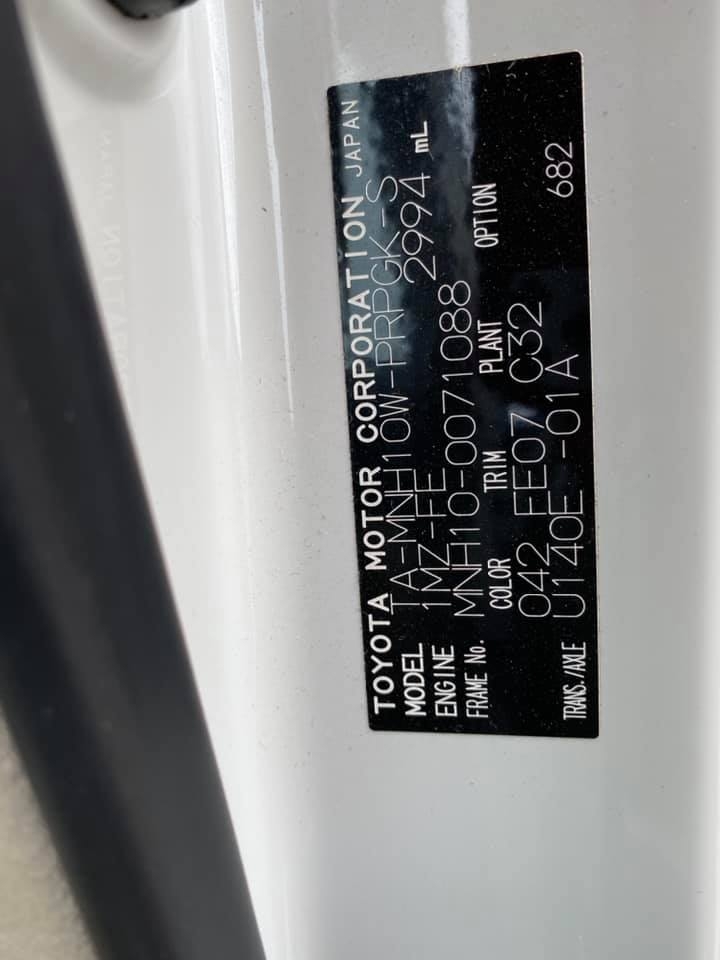 TOYOTA MOTOR CORPORATION JAPAN
MODEL TA-MNH10W-PRPGK-S
ENGINE 1MZ-FE 2994 mL
FRAME No. MNH10-0071088
COLOR TRIM PLANT OPTION
042 FE07 C32
TRANS./AXLE U140E -01A 682